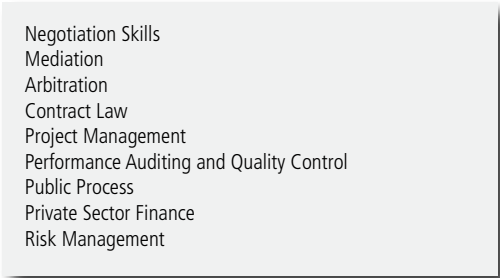 Negotiation Skills
Mediation
Arbitration
Contract Law
Project Management
Performance Auditing and Quality Control
Public Process
Private Sector Finance
Risk Management